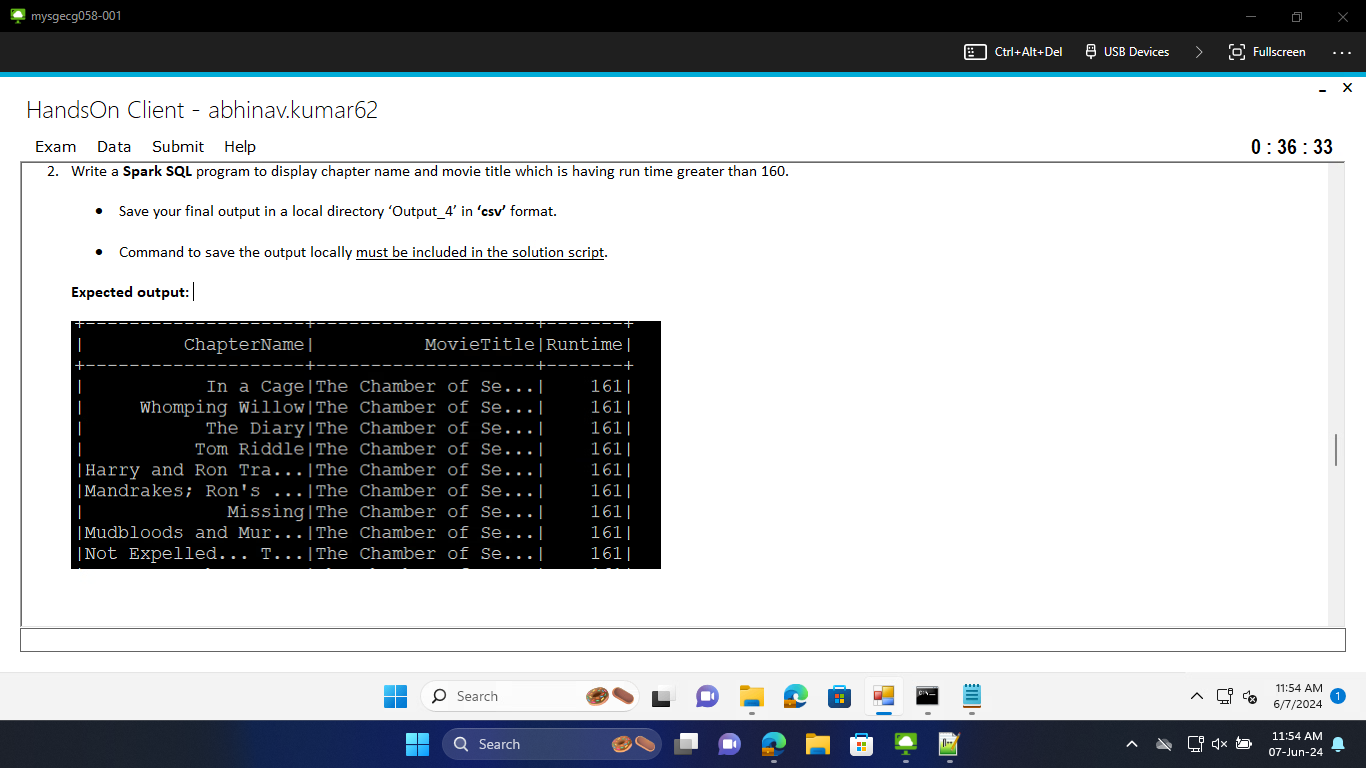 mysgecg058-001
Ctrl+Alt+Del USB Devices Fullscreen
HandsOn Client - abhinav.kumar62
Exam Data Submit Help 0 : 36 : 33
2. Write a Spark SQL program to display chapter name and movie title which is having run time greater than 160.
• Save your final output in a local directory ‘Output_4’ in ‘csv’ format.
• Command to save the output locally must be included in the solution script.
Expected output:
+--------------------+--------------------+-------+
| ChapterName| MovieTitle|Runtime|
+--------------------+--------------------+-------+
| In a Cage|The Chamber of Se...| 161|
| Whomping Willow|The Chamber of Se...| 161|
| The Diary|The Chamber of Se...| 161|
| Tom Riddle|The Chamber of Se...| 161|
|Harry and Ron Tra...|The Chamber of Se...| 161|
|Mandrakes; Ron's ...|The Chamber of Se...| 161|
| Missing|The Chamber of Se...| 161|
|Mudbloods and Mur...|The Chamber of Se...| 161|
|Not Expelled... T...|The Chamber of Se...| 161|
Search
11:54 AM
6/7/2024
1
Search
11:54 AM
07-Jun-24